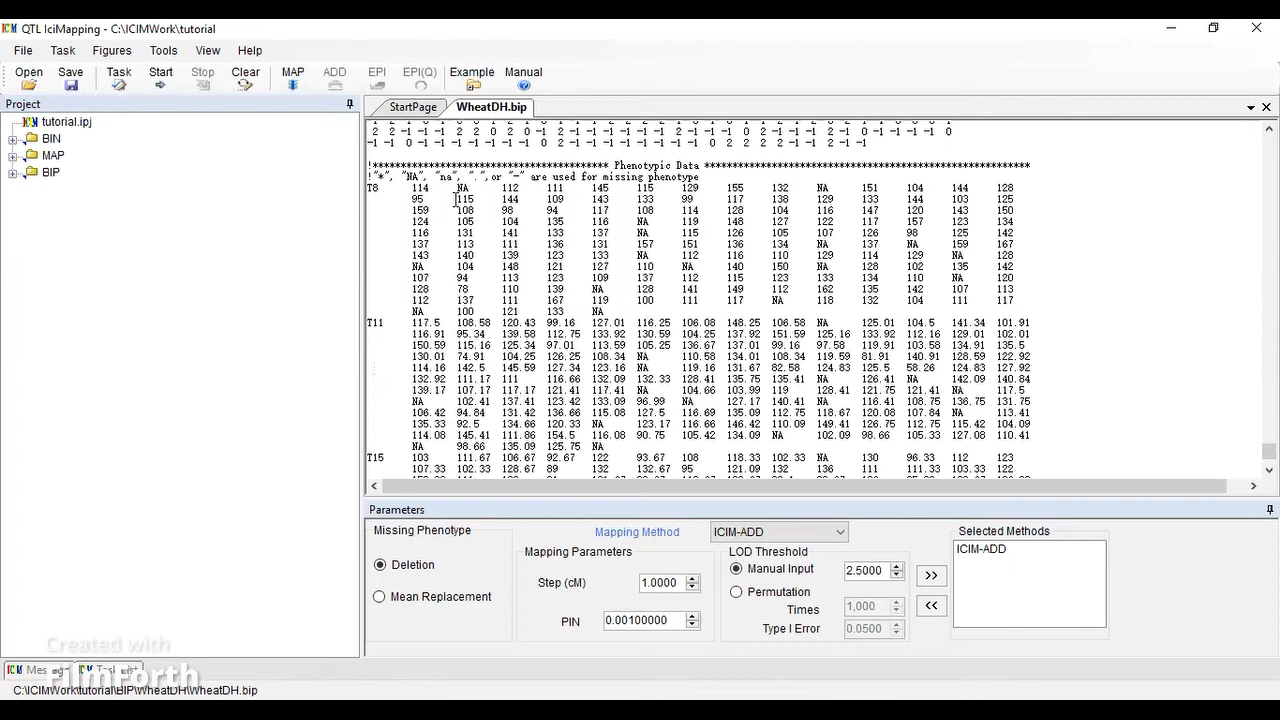 QTL IciMapping - C:\ICIMWork\tutorial
File Task Figures Tools View Help
Open Save Task Start Stop Clear MAP ADD EPI EPI(Q) Example Manual
Project
StartPage WheatDH.bip
tutorial.ipj
BIN
MAP
BIP
2 2 -1 -1 0 -1 2 2 0 2 0 -1 2 0 -1 -1 -1 2 -1 -1 2 -1 -1 2 -1 -1 2 2 -1 2 -1 2 -1 0 -1 -1 -1 0
-1 -1 0 -1 -1 -1 -1 -1 0 -1 -1 -1 -1 2 -1 -1 -1 -1 -1 -1 -1 -1 0 2 2 2 2 -1 2 -1 -1
!****************************************** Phenotypic Data **********************************************************
!"*", "NA", "na", ".",or "-" are used for missing phenotype
T8 114 NA 112 111 145 115 129 155 132 NA 151 104 144 128
95 115 144 109 143 133 99 117 138 129 133 144 103 125
159 108 98 94 117 108 114 128 104 116 147 120 143 150
124 105 104 135 116 NA 119 148 127 122 117 157 123 134
116 131 141 133 137 NA 115 126 105 107 126 98 125 142
137 113 111 136 131 157 151 136 134 NA 137 NA 159 167
143 140 139 123 133 NA 112 116 110 129 114 129 NA 128
NA 104 148 121 127 110 NA 140 150 NA 128 102 135 142
107 94 113 123 109 137 112 115 123 133 134 110 NA 120
128 78 110 139 NA 128 141 149 112 162 135 142 107 113
112 137 111 167 119 100 111 117 NA 118 132 104 111 117
NA 100 121 133 NA
T11 117.5 108.58 120.43 99.16 127.01 116.25 106.08 148.25 106.58 NA 125.01 104.5 141.34 101.91
116.91 95.34 139.58 112.75 133.92 130.59 104.25 137.92 151.59 125.16 133.92 112.16 129.01 102.01
150.59 115.16 125.34 97.01 113.59 105.25 136.67 137.01 99.16 97.58 119.91 103.58 134.91 135.5
130.01 74.91 104.25 126.25 108.34 NA 110.58 134.01 108.34 119.59 81.91 140.91 128.59 122.92
114.16 142.5 145.59 127.34 123.16 NA 119.16 131.67 82.58 124.83 125.5 58.26 124.83 127.92
132.92 111.17 111 116.66 132.09 132.33 128.41 135.75 135.41 NA 126.41 NA 142.09 140.84
139.17 107.17 117.17 121.41 117.41 NA 104.66 103.99 119 128.41 121.75 121.41 NA 131.5
NA 102.41 137.41 123.42 133.09 96.99 NA 127.17 140.41 NA 116.41 108.75 136.75 131.75
106.42 94.84 131.42 136.66 115.08 127.5 116.69 135.09 112.75 118.67 120.08 107.84 NA 113.41
135.33 92.5 134.66 120.33 NA 123.17 116.66 146.42 110.09 149.41 126.75 112.75 115.42 104.09
114.08 145.41 111.86 154.5 116.08 90.75 105.42 134.09 NA 102.09 98.66 105.33 127.08 110.41
NA 98.66 135.09 125.75 NA
T15 103 111.67 106.67 92.67 122 93.67 108 118.33 102.33 NA 130 96.33 112 123
107.33 102.33 128.67 89 132 132.67 95 121.09 132 136 111 111.33 103.33 122
Parameters
Missing Phenotype
Deletion
Mean Replacement
Mapping Method ICIM-ADD
Mapping Parameters
Step (cM) 1.0000
PIN 0.00100000
LOD Threshold
Manual Input 2.5000
Permutation
Times 1,000
Type I Error 0.0500
>>
<<
Selected Methods
ICIM-ADD
Created with
FilmForth
C:\ICIMWork\tutorial\BIP\WheatDH\WheatDH.bip